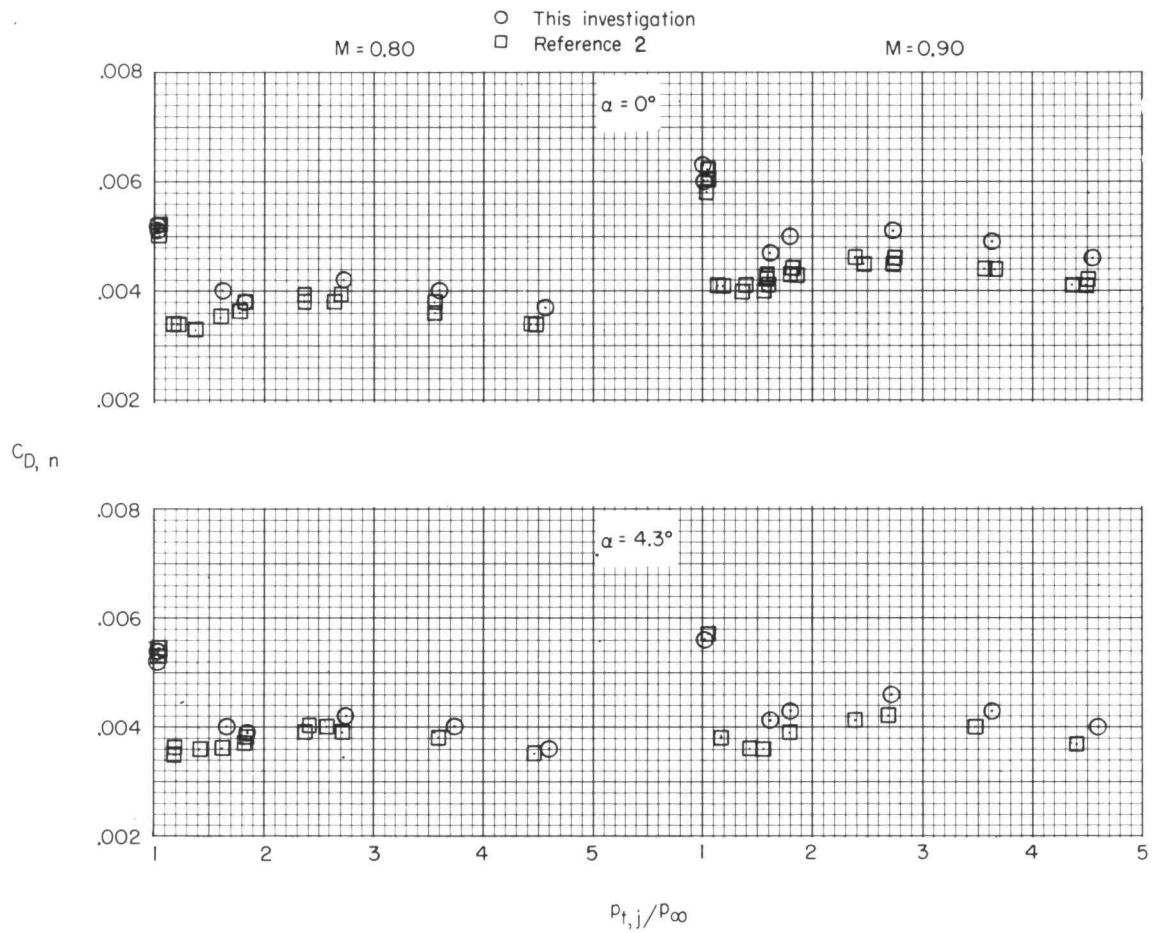 This investigation
Reference 2
M = 0.80
M = 0.90
α = 0°
.008
.006
.004
.002
C_D, n
α = 4.3°
.008
.006
.004
.002
1 2 3 4 5 1 2 3 4 5
p_t, j/p_∞